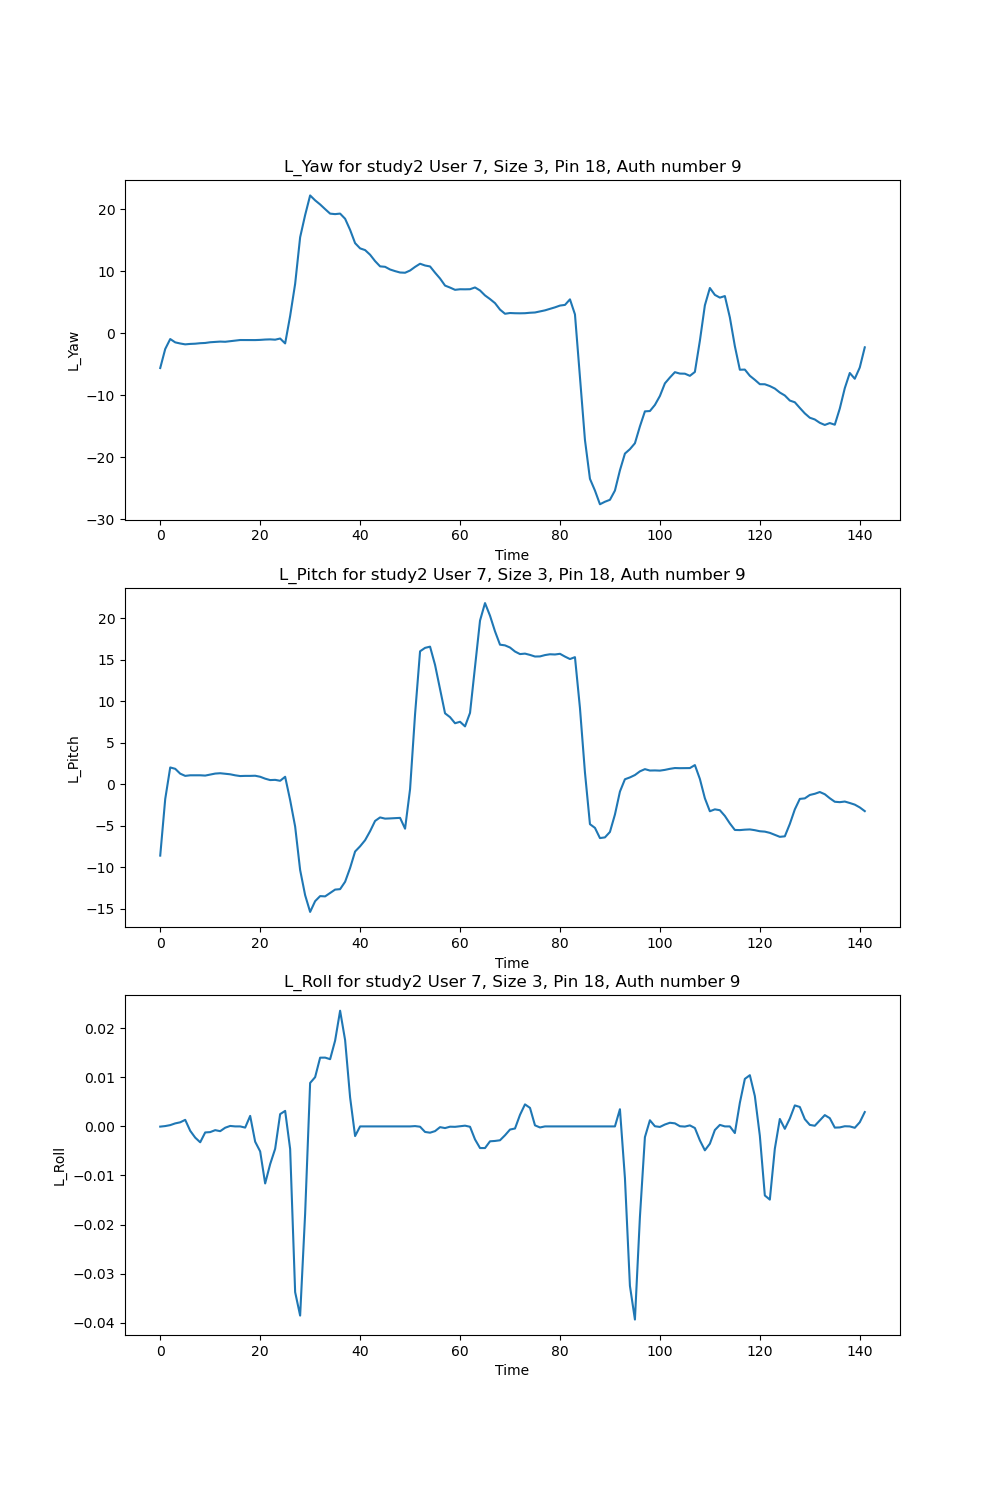 L_Yaw for study2 User 7, Size 3, Pin 18, Auth number 9
20
10
0
−10
−20
−30
L_Yaw
0 20 40 60 80 100 120 140
Time
L_Pitch for study2 User 7, Size 3, Pin 18, Auth number 9
20
15
10
5
0
−5
−10
−15
L_Pitch
0 20 40 60 80 100 120 140
Time
L_Roll for study2 User 7, Size 3, Pin 18, Auth number 9
0.02
0.01
0.00
−0.01
−0.02
−0.03
−0.04
L_Roll
0 20 40 60 80 100 120 140
Time